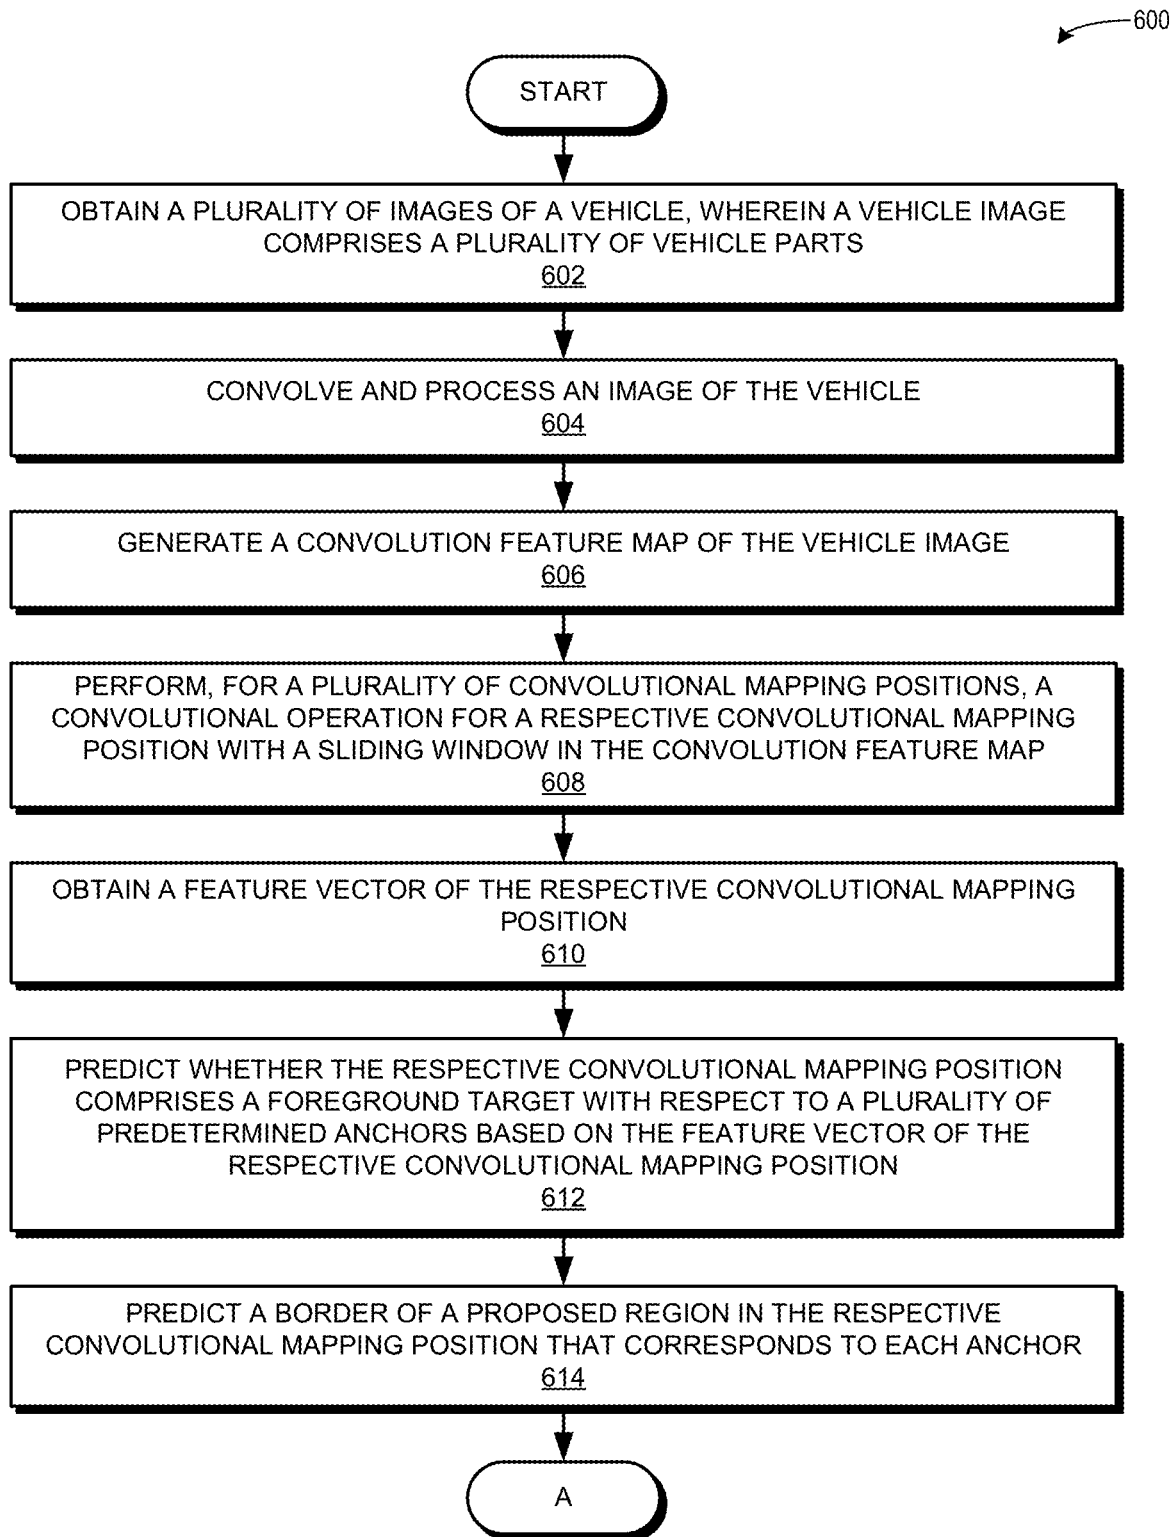 600
START
OBTAIN A PLURALITY OF IMAGES OF A VEHICLE, WHEREIN A VEHICLE IMAGE
COMPRISES A PLURALITY OF VEHICLE PARTS
602
CONVOLVE AND PROCESS AN IMAGE OF THE VEHICLE
604
GENERATE A CONVOLUTION FEATURE MAP OF THE VEHICLE IMAGE
606
PERFORM, FOR A PLURALITY OF CONVOLUTIONAL MAPPING POSITIONS, A
CONVOLUTIONAL OPERATION FOR A RESPECTIVE CONVOLUTIONAL MAPPING
POSITION WITH A SLIDING WINDOW IN THE CONVOLUTION FEATURE MAP
608
OBTAIN A FEATURE VECTOR OF THE RESPECTIVE CONVOLUTIONAL MAPPING
POSITION
610
PREDICT WHETHER THE RESPECTIVE CONVOLUTIONAL MAPPING POSITION
COMPRISES A FOREGROUND TARGET WITH RESPECT TO A PLURALITY OF
PREDETERMINED ANCHORS BASED ON THE FEATURE VECTOR OF THE
RESPECTIVE CONVOLUTIONAL MAPPING POSITION
612
PREDICT A BORDER OF A PROPOSED REGION IN THE RESPECTIVE
CONVOLUTIONAL MAPPING POSITION THAT CORRESPONDS TO EACH ANCHOR
614
A